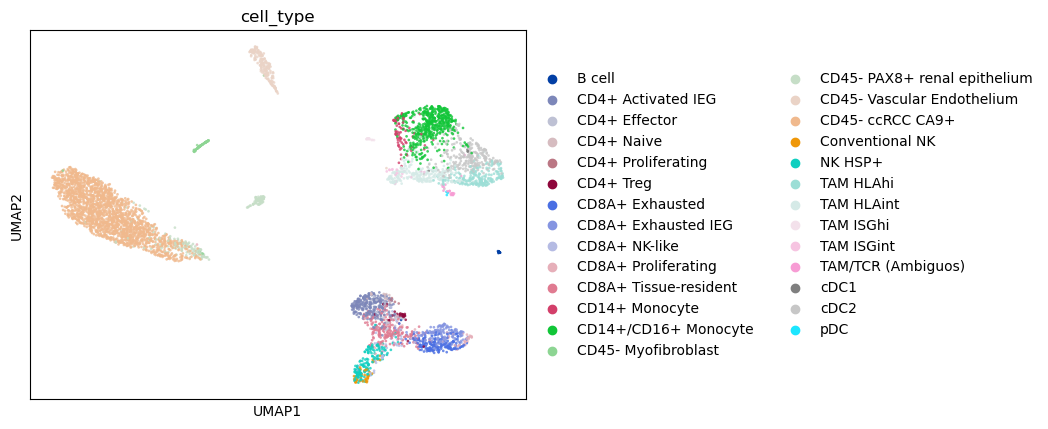 cell_type
UMAP2
UMAP1
B cell
CD4+ Activated IEG
CD4+ Effector
CD4+ Naive
CD4+ Proliferating
CD4+ Treg
CD8A+ Exhausted
CD8A+ Exhausted IEG
CD8A+ NK-like
CD8A+ Proliferating
CD8A+ Tissue-resident
CD14+ Monocyte
CD14+/CD16+ Monocyte
CD45- Myofibroblast
CD45- PAX8+ renal epithelium
CD45- Vascular Endothelium
CD45- ccRCC CA9+
Conventional NK
NK HSP+
TAM HLAhi
TAM HLAint
TAM ISGhi
TAM ISGint
TAM/TCR (Ambiguos)
cDC1
cDC2
pDC